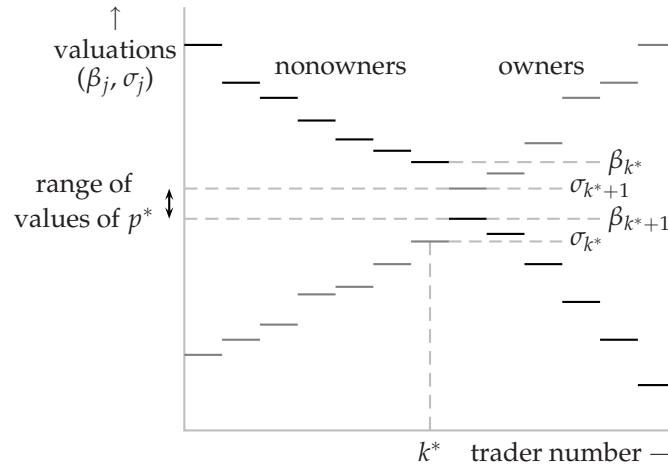 ↑
valuations
(βj, σj)
nonowners
owners
βk*
range of
values of p*
σk*+1
βk*+1
σk*
k*
trader number —